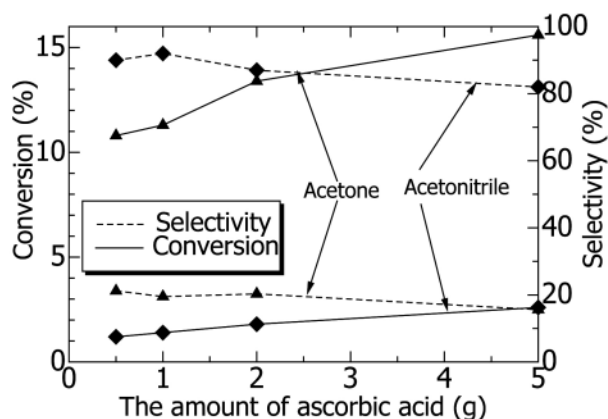 15
10
5
0
Conversion (%)
100
80
60
40
20
0
Selectivity (%)
Acetone
Acetonitrile
Selectivity
Conversion
0
1
2
3
4
5
The amount of ascorbic acid (g)